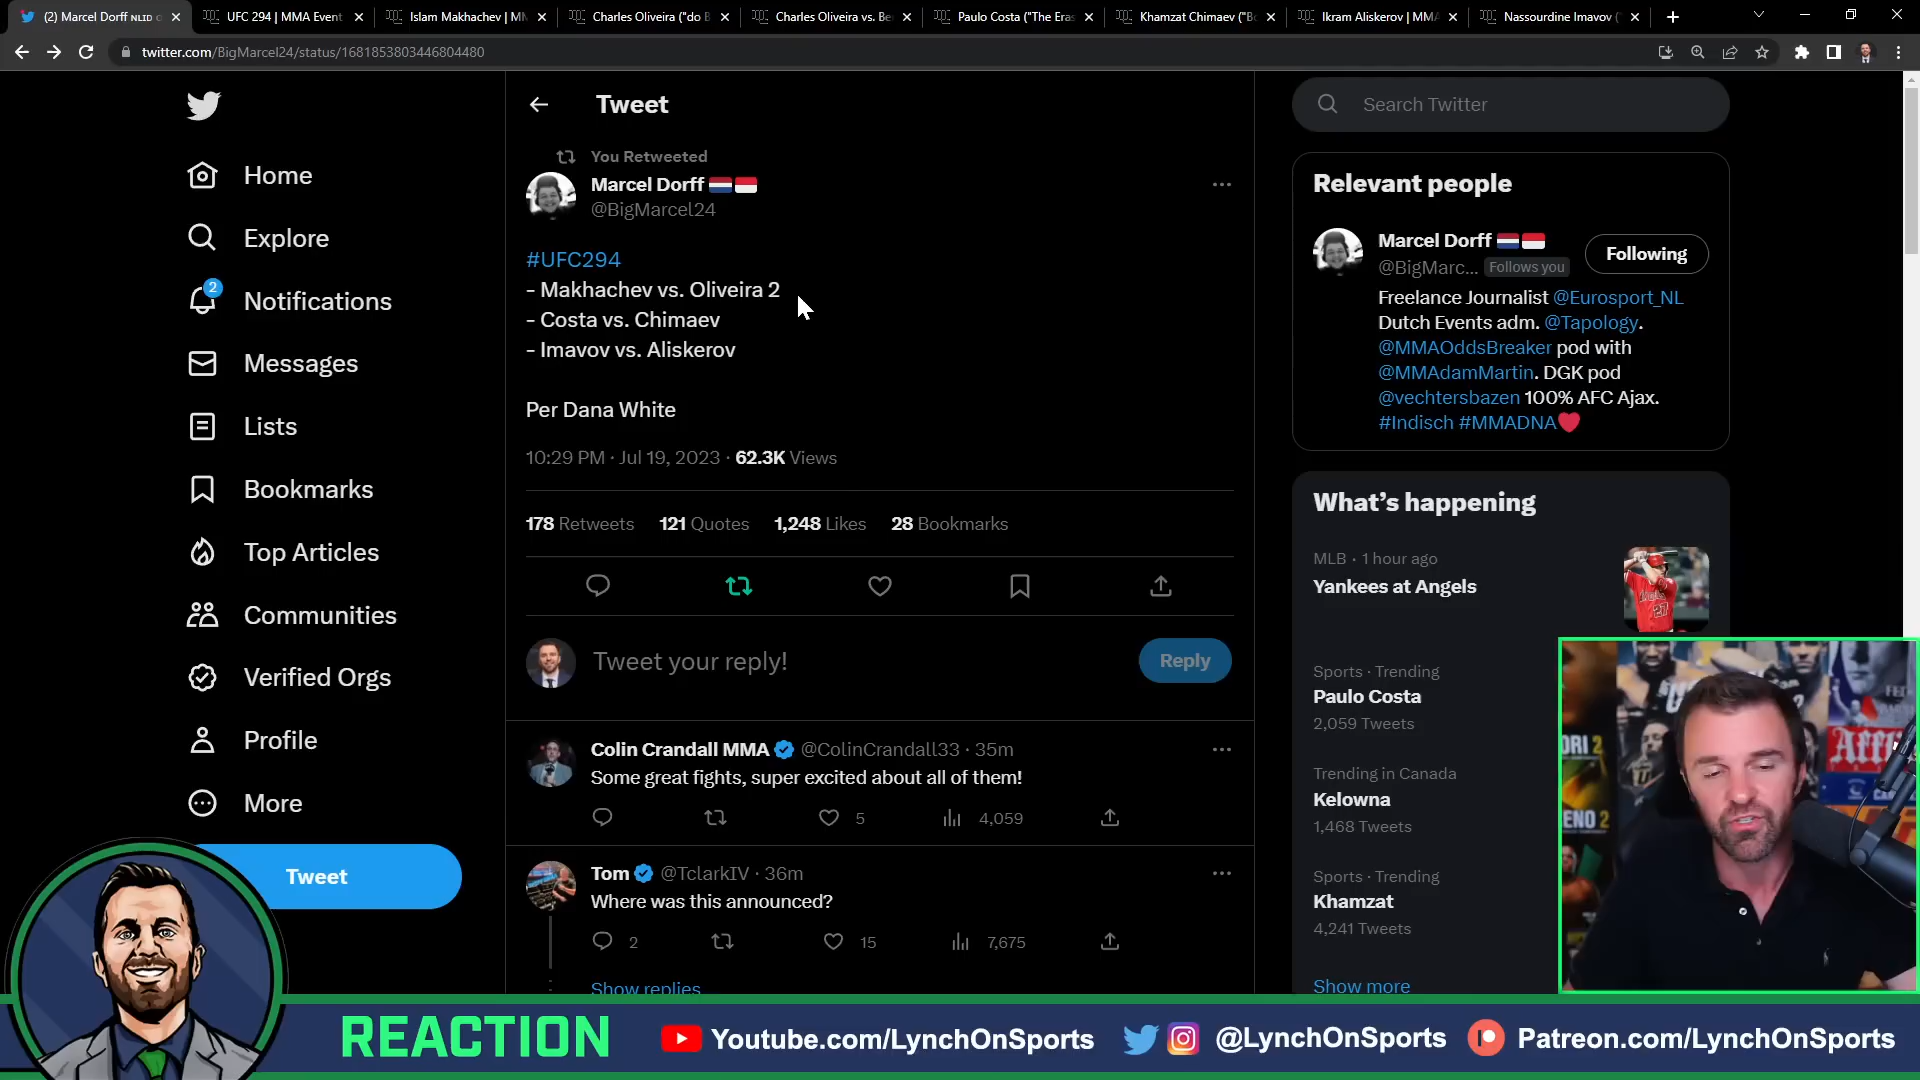 (2) Marcel Dorff
UFC 294 | MMA Event
Islam Makhachev |
Charles Oliveira ("do B
Charles Oliveira vs. Be
Paulo Costa ("The Eras
Khamzat Chimaev ("Bo
Ikram Aliskerov | MMA
Nassourdine Imavov (
twitter.com/BigMarcel24/status/1681853803446804480
Home
Explore
2
Notifications
Messages
Lists
Bookmarks
Top Articles
Communities
Verified Orgs
Profile
More
Tweet
Tweet
You Retweeted
Marcel Dorff
@BigMarcel24
#UFC294
- Makhachev vs. Oliveira 2
- Costa vs. Chimaev
- Imavov vs. Aliskerov
Per Dana White
10:29 PM · Jul 19, 2023 · 62.3K Views
178 Retweets 121 Quotes 1,248 Likes 28 Bookmarks
Tweet your reply!
Reply
Colin Crandall MMA @ColinCrandall33 · 35m
Some great fights, super excited about all of them!
5 4,059
Tom @TclarkIV · 36m
Where was this announced?
2 15 7,675
Show replies
Search Twitter
Relevant people
Marcel Dorff
@BigMarc... Follows you
Following
Freelance Journalist @Eurosport_NL
Dutch Events adm. @Tapology.
@MMAOddsBreaker pod with
@MMAdamMartin. DGK pod
@vechtersbazen 100% AFC Ajax.
#Indisch #MMADNA
What's happening
MLB · 1 hour ago
Yankees at Angels
Sports · Trending
Paulo Costa
2,059 Tweets
Trending in Canada
Kelowna
1,468 Tweets
Sports · Trending
Khamzat
4,241 Tweets
Show more
REACTION
Youtube.com/LynchOnSports
@LynchOnSports
Patreon.com/LynchOnSports